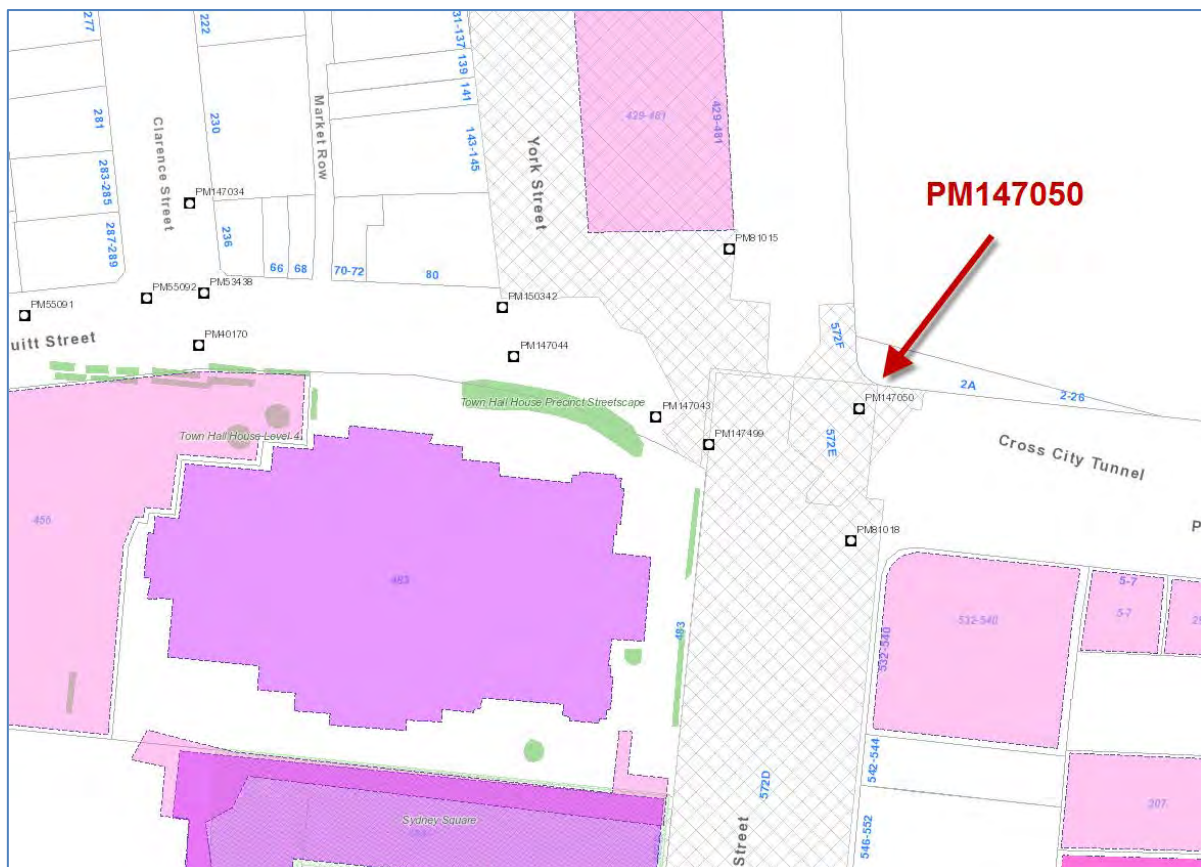 277
222
31-137
139
141
143-145
281
230
Market Row
Clarence Street
283-285
287-289
PM147034
236
66
68
70-72
80
York Street
429-481
429-481
PM147050
PM81015
PM55092
PM53438
PM55091
PM150342
uitt Street
PM40170
PM147044
572F
2A
2-26
Town Hall House Precinct Streetscape
PM147043
PM147050
Town Hall House Level 4
PM147499
572E
Cross City Tunnel
456
P
PM81018
483
483
532-540
532-540
5-7
5-7
542-544
572D
207
Sydney Square
Street
546-552